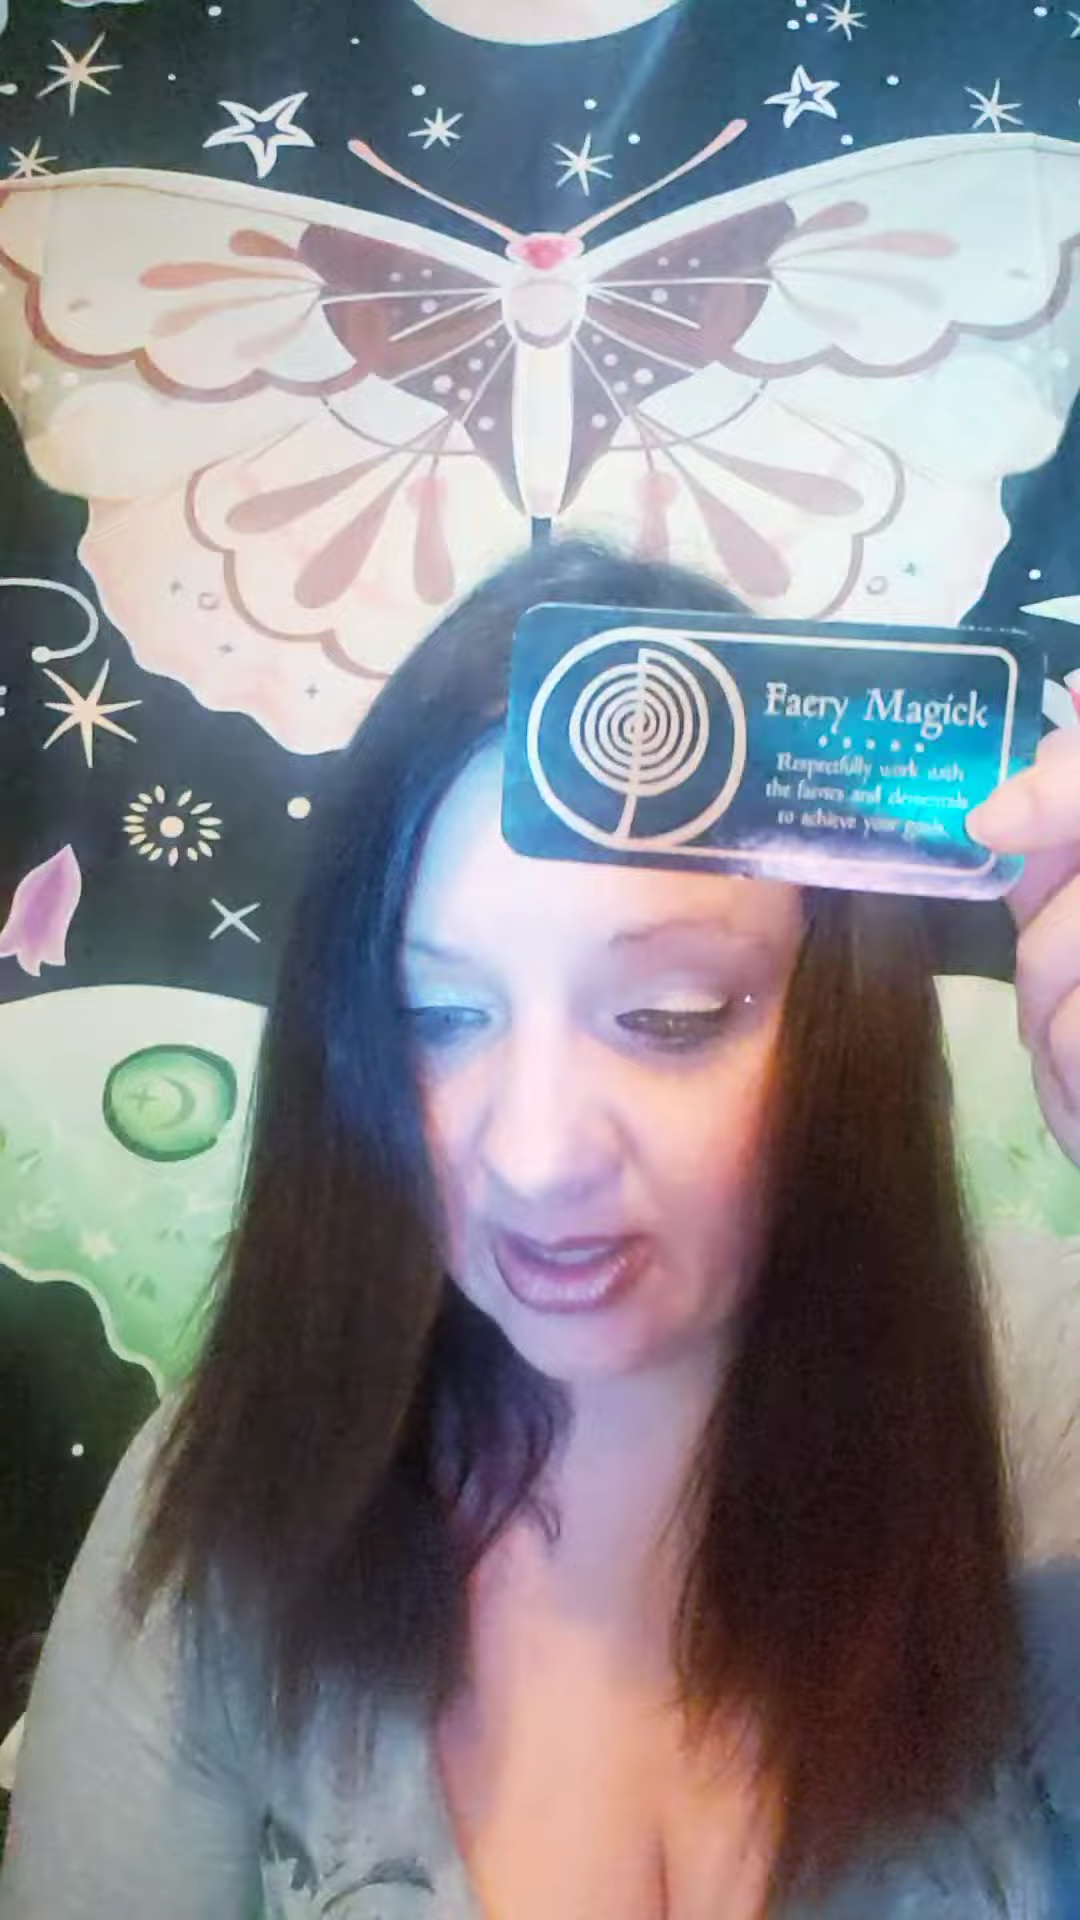 Faery Magick
Respectfully work with
the faeries and elementals
to achieve your goals.